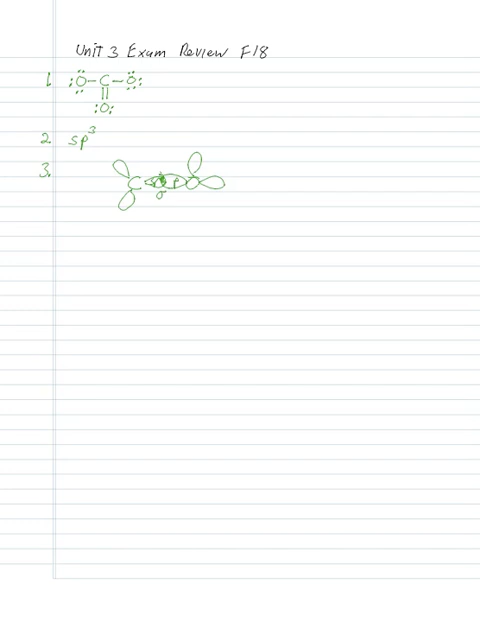 Unit 3 Exam Review F18
1. :Ö-C-Ö:
||
:O:
2. sp³
3.
C O
σ